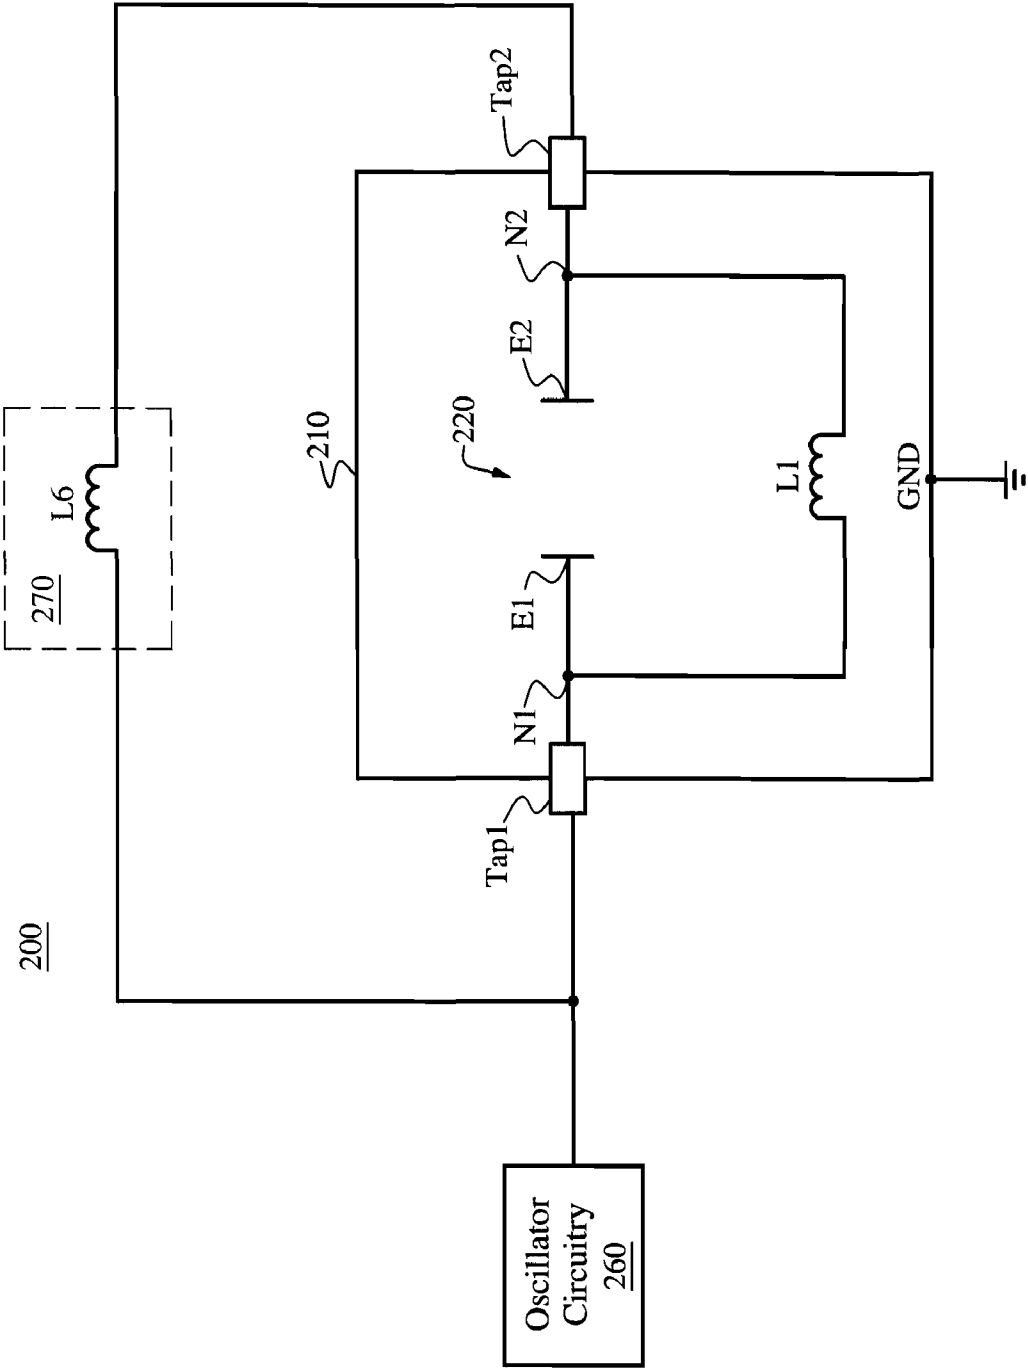 200
270
L6
210
220
Tap1
N1
E1
E2
N2
Tap2
L1
GND
Oscillator
Circuitry
260